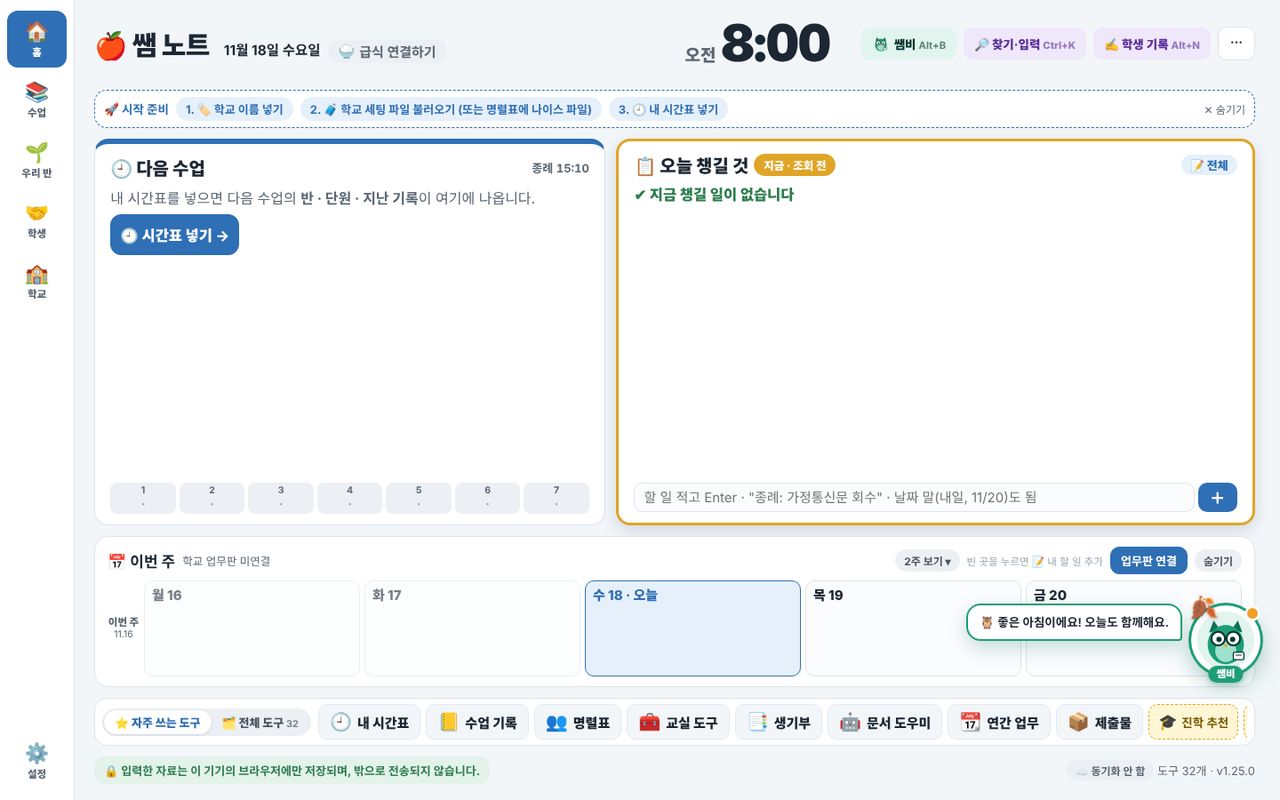 홈
수업
우리 반
학생
학교
설정
🍎 쌤 노트 11월 18일 수요일 🍚 급식 연결하기
오전 8:00
쌤비 Alt+B
🔎 찾기·입력 Ctrl+K
✍️ 학생 기록 Alt+N
⋯
🚀 시작 준비 1. 🏷️ 학교 이름 넣기 2. 🧳 학교 세팅 파일 불러오기 (또는 명렬표에 나이스 파일) 3. 🕘 내 시간표 넣기 ✕ 숨기기
🕘 다음 수업 종례 15:10
내 시간표를 넣으면 다음 수업의 반 · 단원 · 지난 기록이 여기에 나옵니다.
🕘 시간표 넣기 →
1 2 3 4 5 6 7
· · · · · · ·
📋 오늘 챙길 것 지금 · 조회 전 📝 전체
✔ 지금 챙길 일이 없습니다
할 일 적고 Enter · "종례: 가정통신문 회수" · 날짜 말(내일, 11/20)도 됨 +
📅 이번 주 학교 업무판 미연결 2주 보기 ▾ 빈 곳을 누르면 📝 내 할 일 추가 업무판 연결 숨기기
월 16 화 17 수 18 · 오늘 목 19 금 20
이번 주
11.16
🦉 좋은 아침이에요! 오늘도 함께해요.
쌤비
⭐ 자주 쓰는 도구 🗂️ 전체 도구 32 🕘 내 시간표 📒 수업 기록 👥 명렬표 🧰 교실 도구 📑 생기부 🤖 문서 도우미 📆 연간 업무 📦 제출물 🎓 진학 추천
🔒 입력한 자료는 이 기기의 브라우저에만 저장되며, 밖으로 전송되지 않습니다.
☁️ 동기화 안 함 도구 32개 · v1.25.0